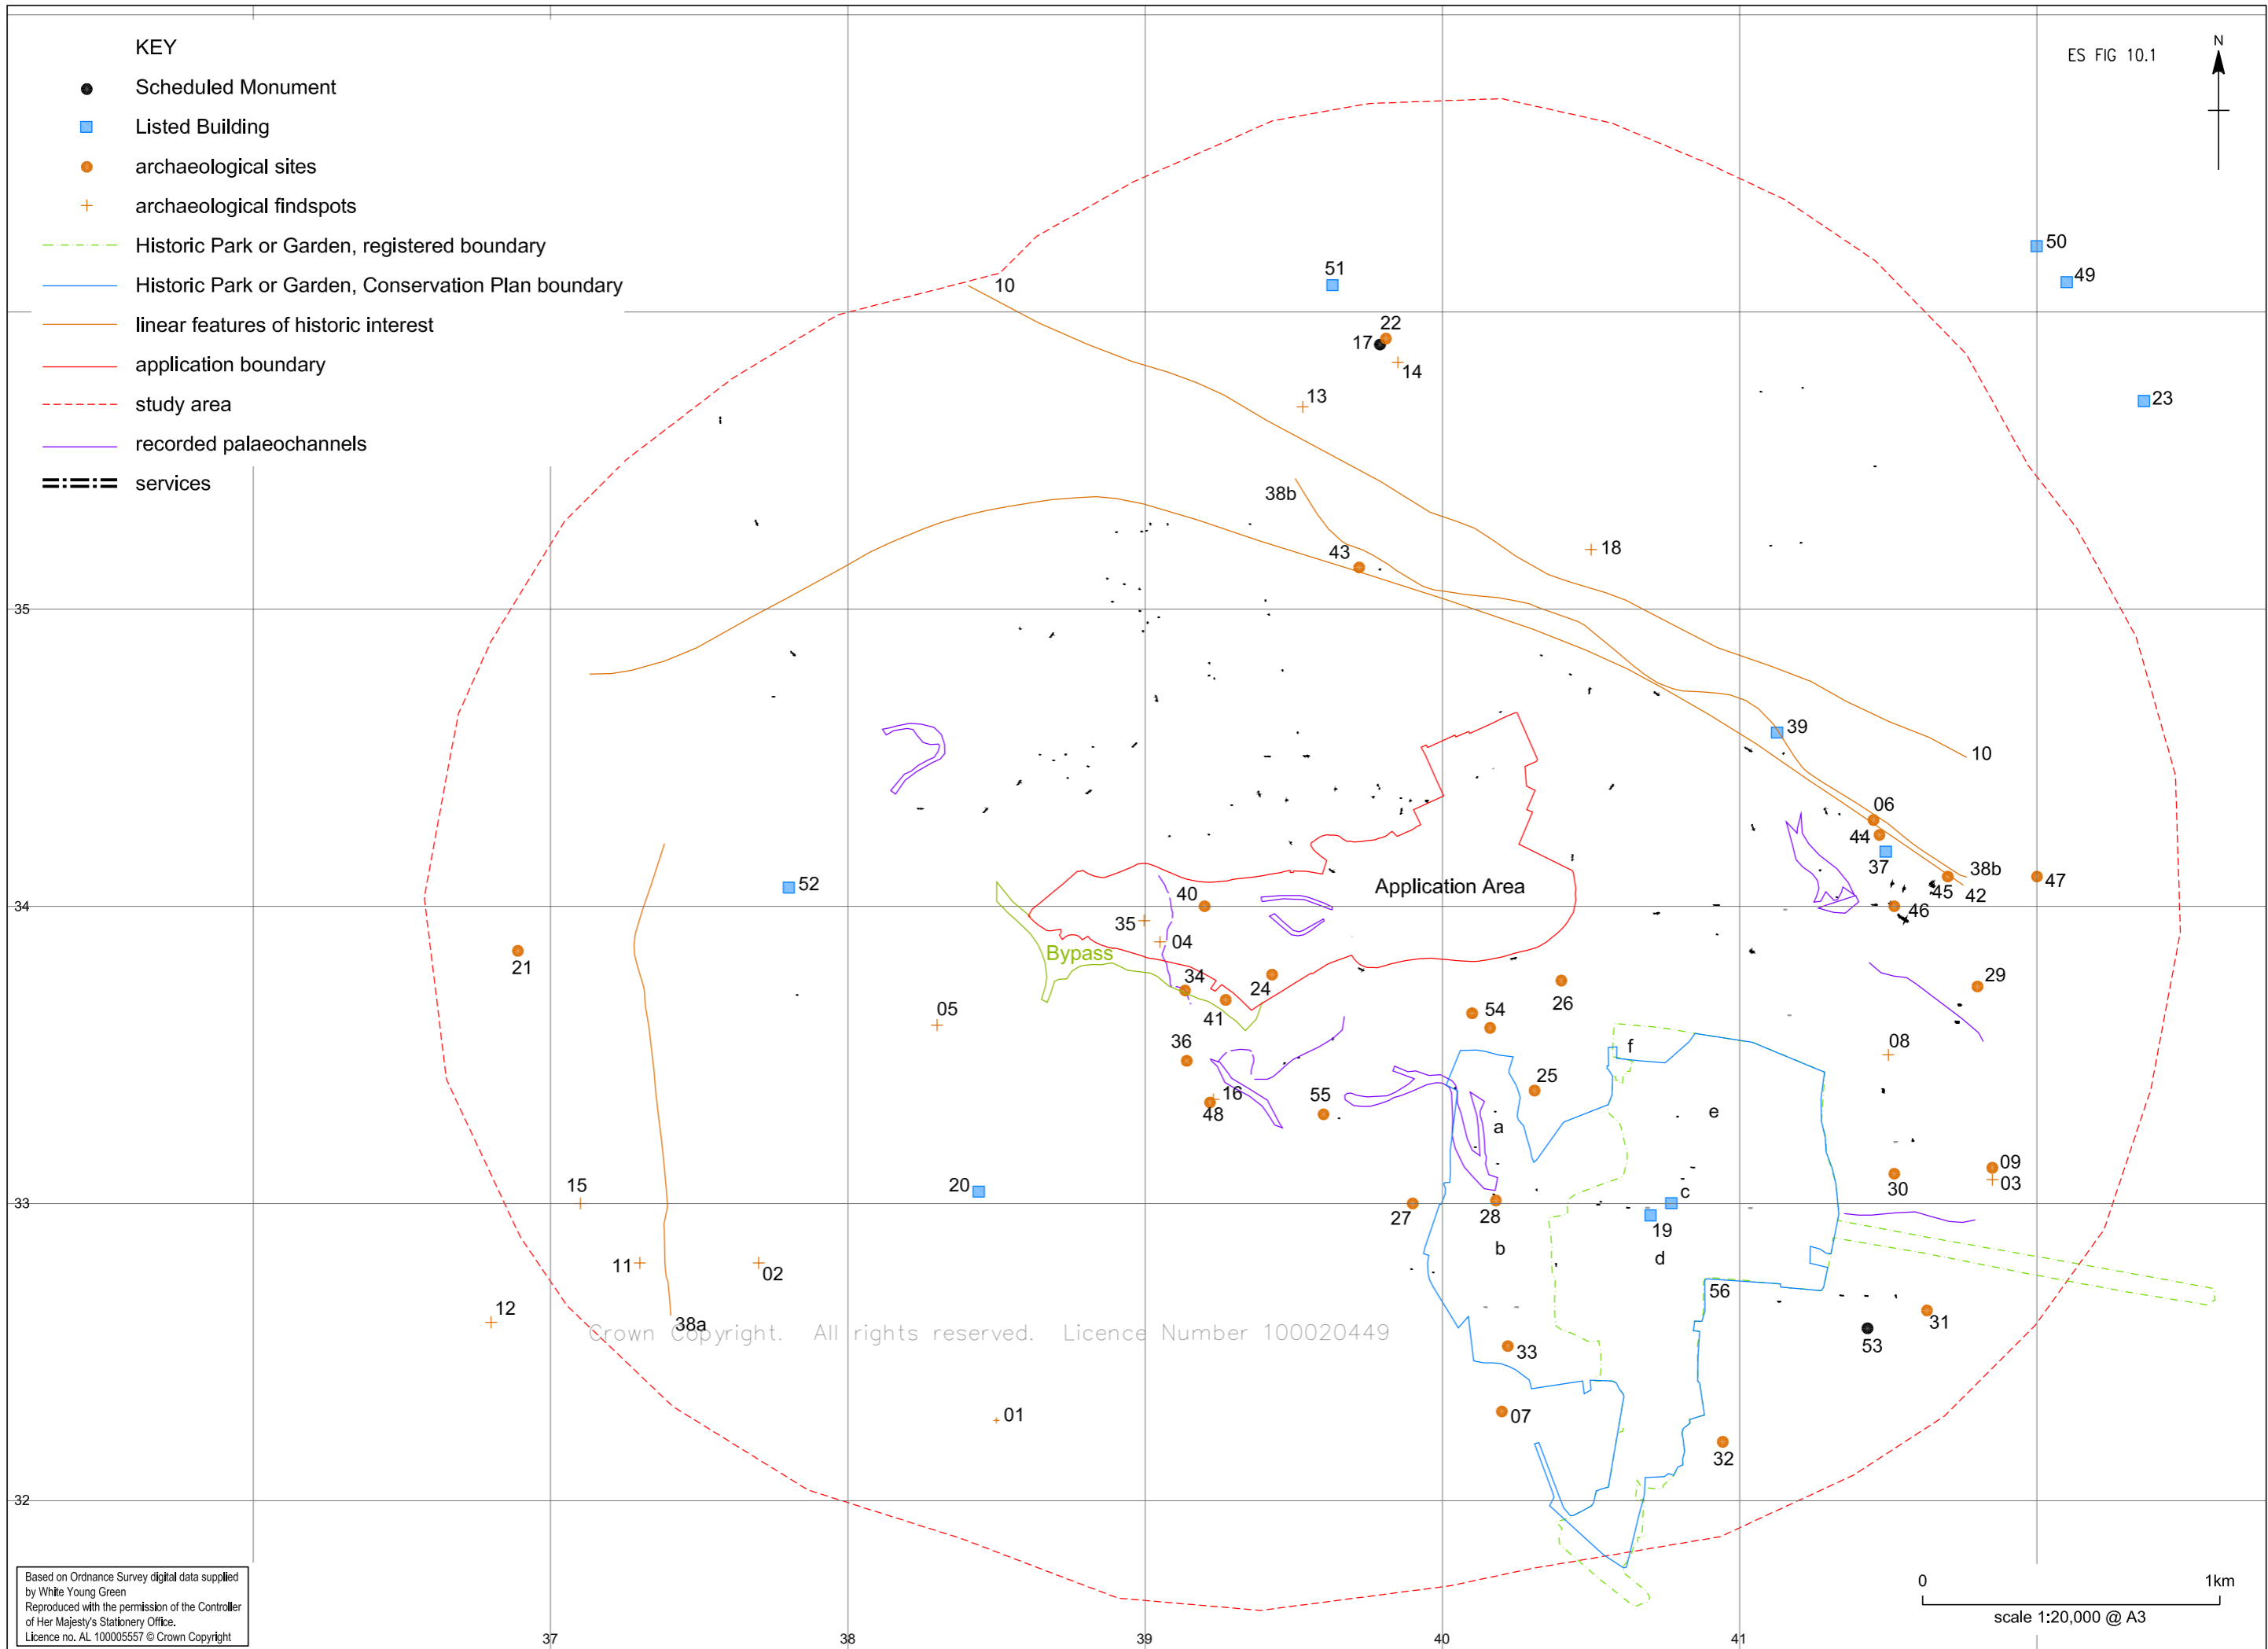 KEY
Scheduled Monument
Listed Building
archaeological sites
archaeological findspots
Historic Park or Garden, registered boundary
Historic Park or Garden, Conservation Plan boundary
linear features of historic interest
application boundary
study area
recorded palaeochannels
services
ES FIG 10.1
N
50
49
51
10
22
17
14
13
23
38b
18
43
35
39
10
06
44
37
38b
45
42
47
46
52
Application Area
40
34
35
04
Bypass
21
34
24
41
26
29
54
05
36
f
08
25
16
48
55
e
a
09
03
30
15
20
c
27
28
19
b
d
33
11
02
56
12
38a
31
53
Crown Copyright. All rights reserved. Licence Number 100020449
33
01
07
32
32
Based on Ordnance Survey digital data supplied
by White Young Green
Reproduced with the permission of the Controller
of Her Majesty's Stationery Office.
Licence no. AL 100005557 © Crown Copyright
0
1km
scale 1:20,000 @ A3
37
38
39
40
41